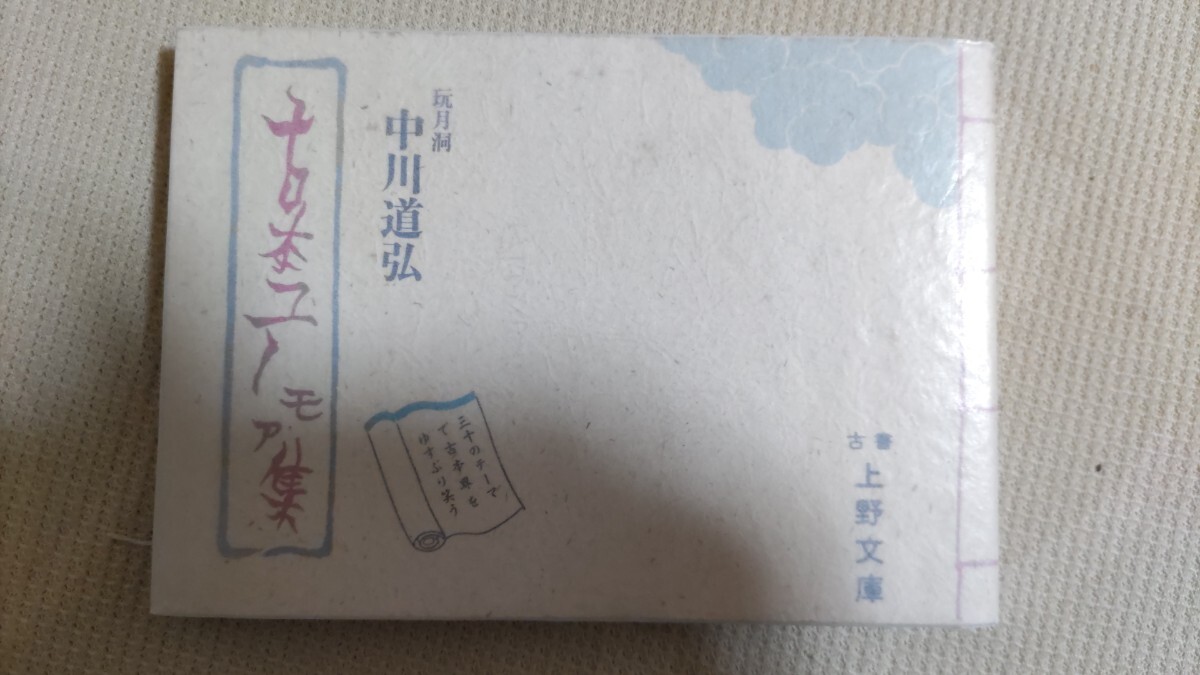 古本ユーモア集
玩月洞
中川道弘
三十のテーマ
で古本界を
ゆすぶり笑う
古書
上野文庫